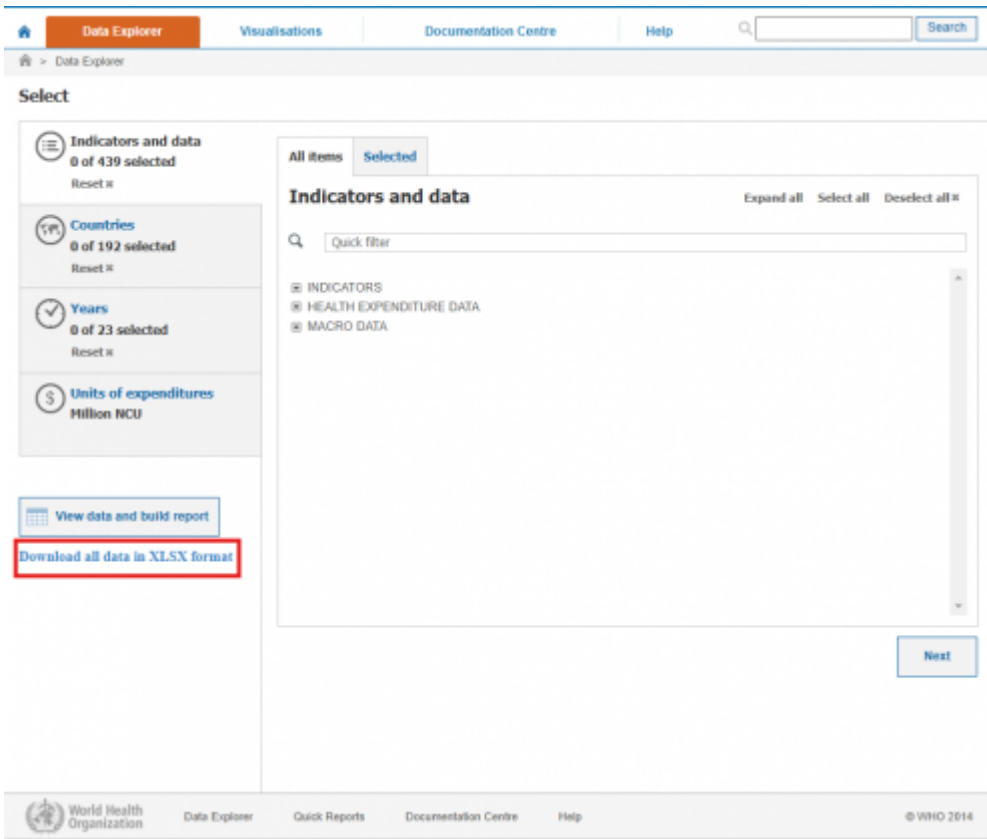 Data Explorer
Visualisations
Documentation Centre
Help
Search
> Data Explorer
Select
Indicators and data
0 of 439 selected
Reset
Countries
0 of 192 selected
Reset
Years
0 of 23 selected
Reset
Units of expenditures
Million NCU
View data and build report
Download all data in XLSX format
All items
Selected
Indicators and data
Expand all
Select all
Deselect all
Quick filter
INDICATORS
HEALTH EXPENDITURE DATA
MACRO DATA
Next
World Health
Organization
Data Explorer
Quick Reports
Documentation Centre
Help
© WHO 2014